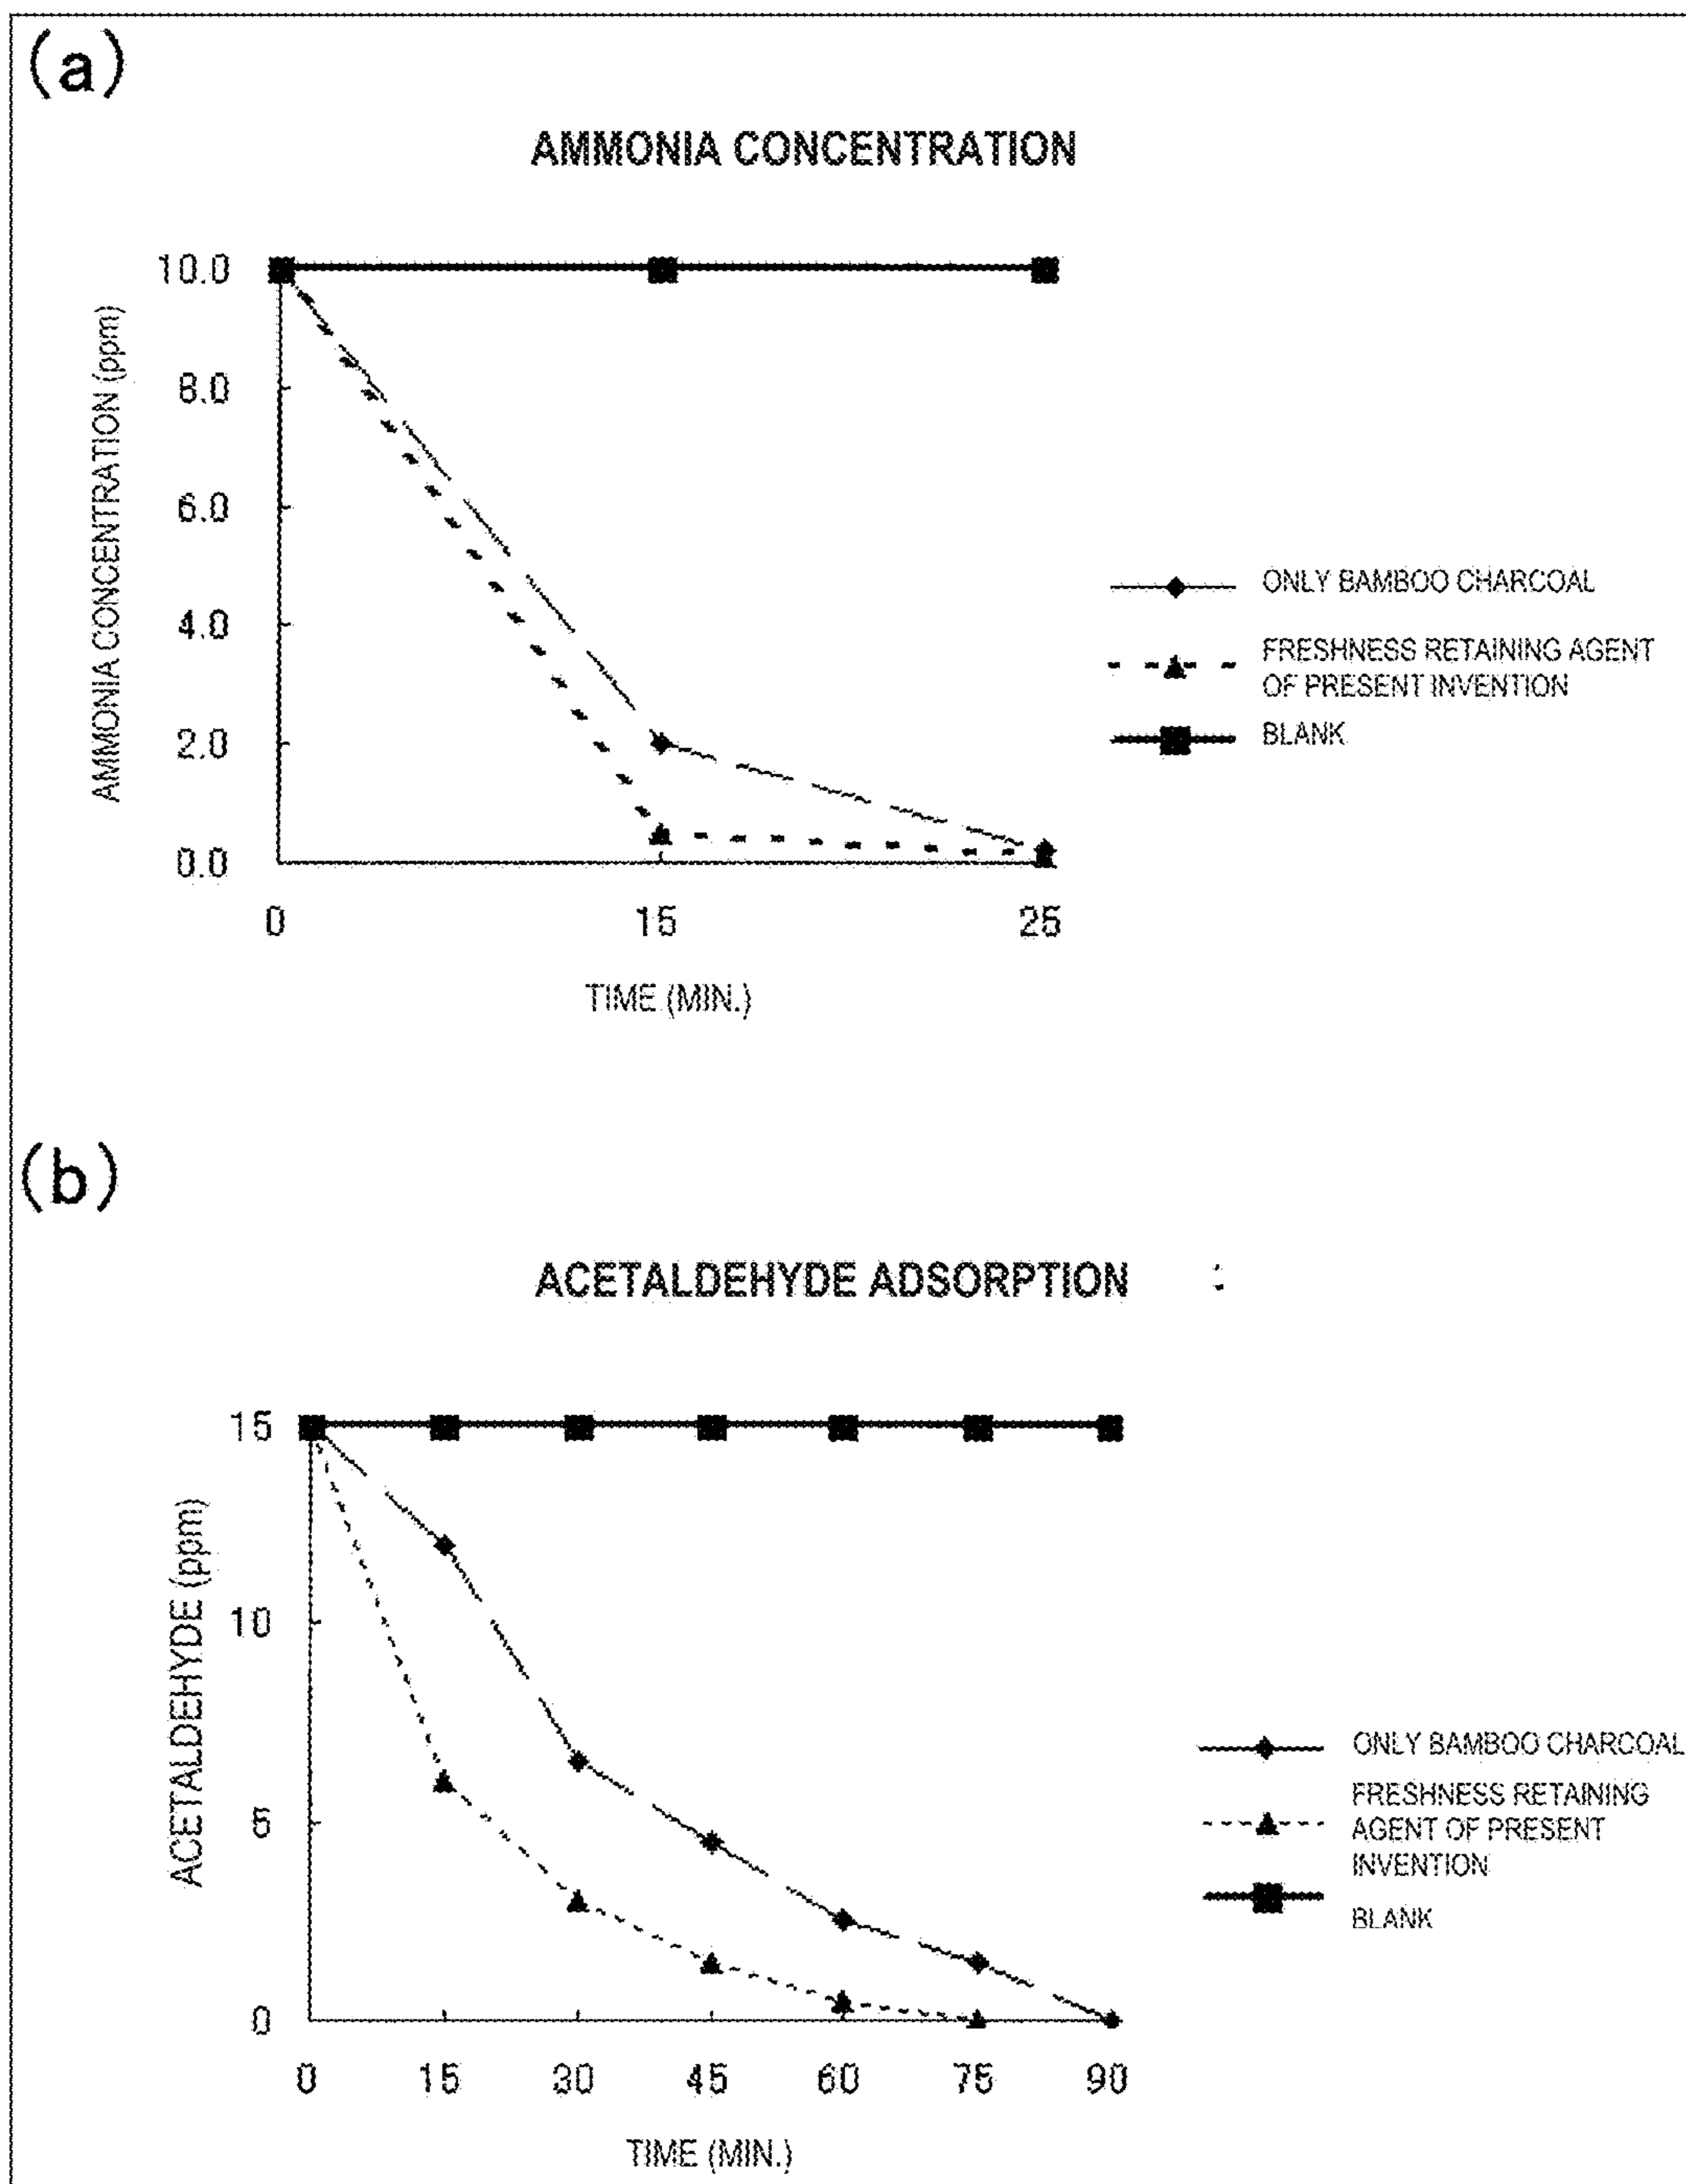 (a)
AMMONIA CONCENTRATION
10.0
8.0
6.0
4.0
2.0
0.0
AMMONIA CONCENTRATION (ppm)
0 15 25
TIME (MIN.)
ONLY BAMBOO CHARCOAL
FRESHNESS RETAINING AGENT
OF PRESENT INVENTION
BLANK
(b)
ACETALDEHYDE ADSORPTION
15
10
5
0
ACETALDEHYDE (ppm)
0 15 30 45 60 75 90
TIME (MIN.)
ONLY BAMBOO CHARCOAL
FRESHNESS RETAINING
AGENT OF PRESENT
INVENTION
BLANK